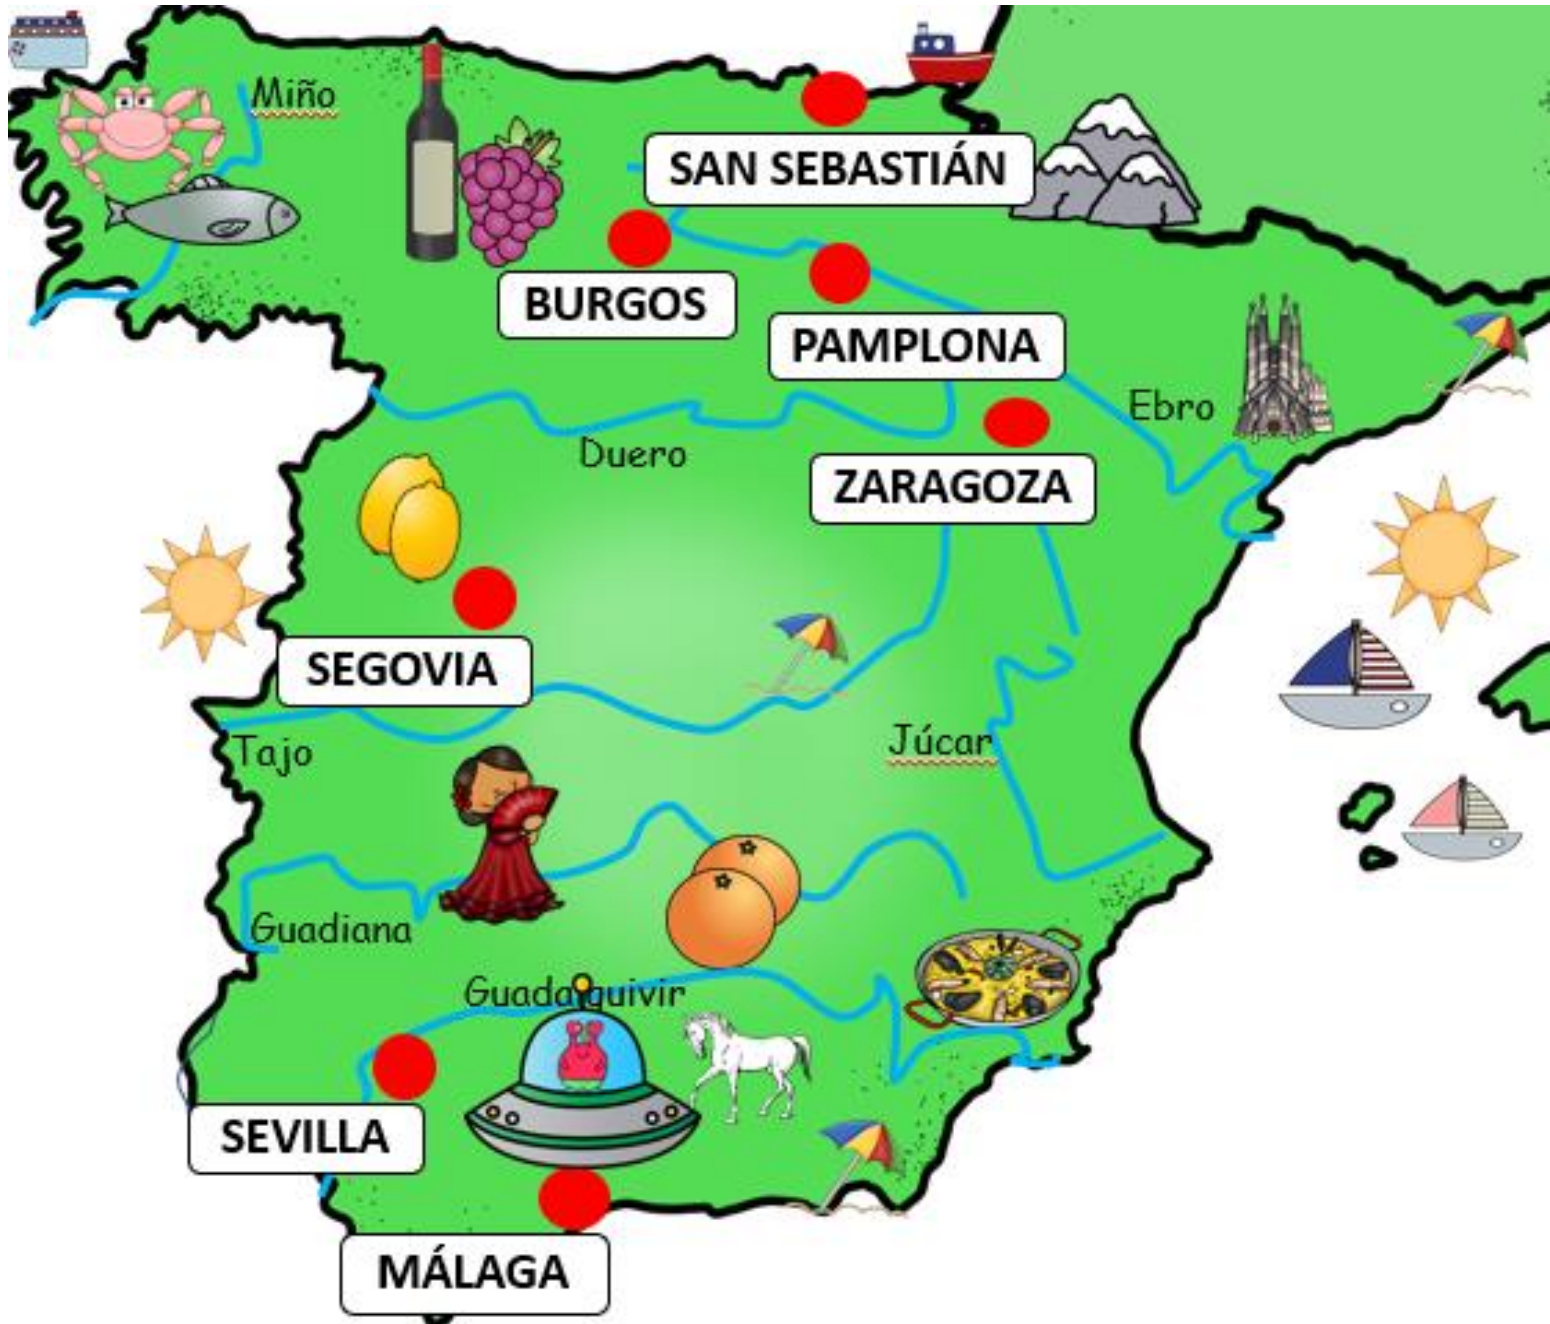 Miño
SAN SEBASTIÁN
BURGOS
PAMPLONA
Ebro
Duero
ZARAGOZA
SEGOVIA
Tajo
Júcar
Guadiana
Guadalquivir
SEVILLA
MÁLAGA